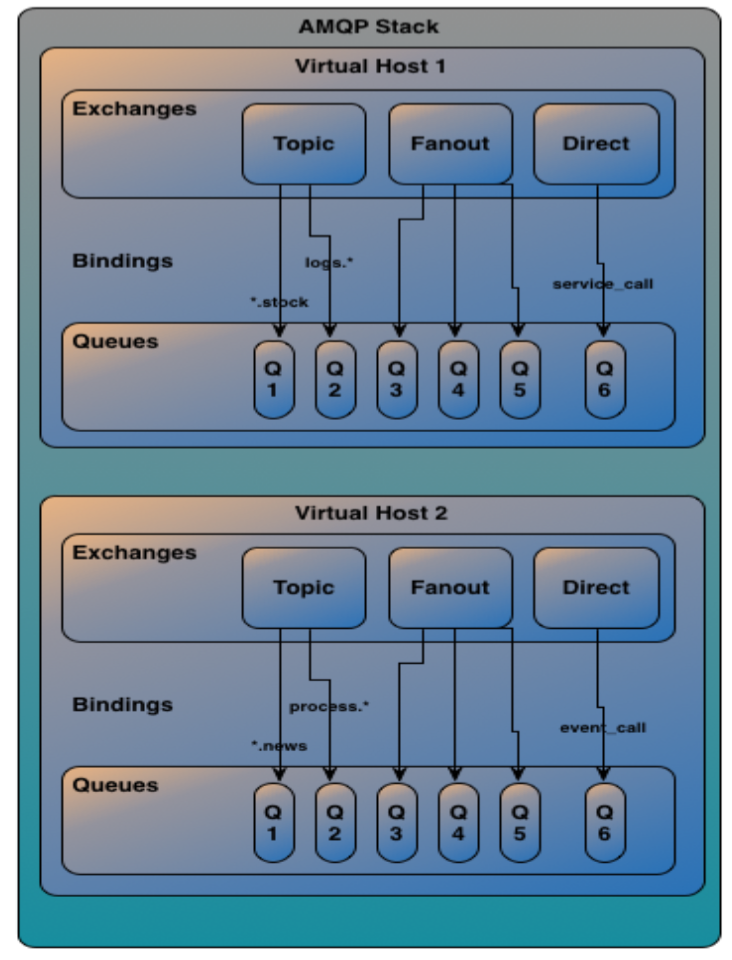 AMQP Stack
Virtual Host 1
Exchanges
Topic
Fanout
Direct
Bindings
logs.*
service_call
*.stock
Queues
Q
1
Q
2
Q
3
Q
4
Q
5
Q
6
Virtual Host 2
Exchanges
Topic
Fanout
Direct
Bindings
process.*
event_call
*.news
Queues
Q
1
Q
2
Q
3
Q
4
Q
5
Q
6